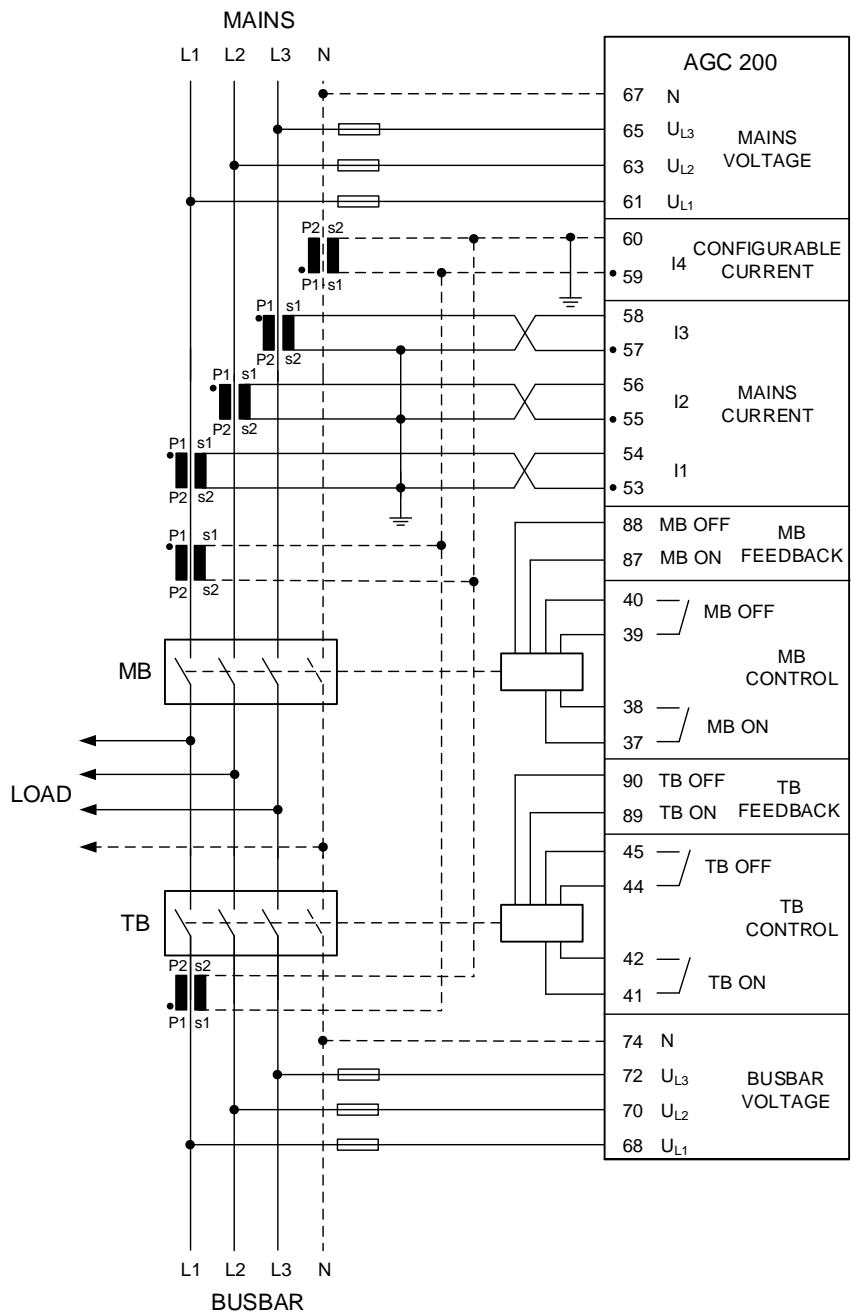 MAINS
L1 L2 L3 N
AGC 200
67 N
65 UL3
63 UL2
61 UL1
MAINS
VOLTAGE
P2 s2
P1 s1
60
59
I4
CONFIGURABLE
CURRENT
P1 s1
P2 s2
58
57
I3
P1 s1
P2 s2
56
55
I2
MAINS
CURRENT
P1 s1
P2 s2
54
53
I1
P1 s1
P2 s2
88 MB OFF
87 MB ON
MB
FEEDBACK
MB
40
39
MB OFF
38
37
MB ON
MB
CONTROL
LOAD
90 TB OFF
89 TB ON
TB
FEEDBACK
TB
45
44
TB OFF
42
41
TB ON
TB
CONTROL
P2 s2
P1 s1
74 N
72 UL3
70 UL2
68 UL1
BUSBAR
VOLTAGE
L1 L2 L3 N
BUSBAR